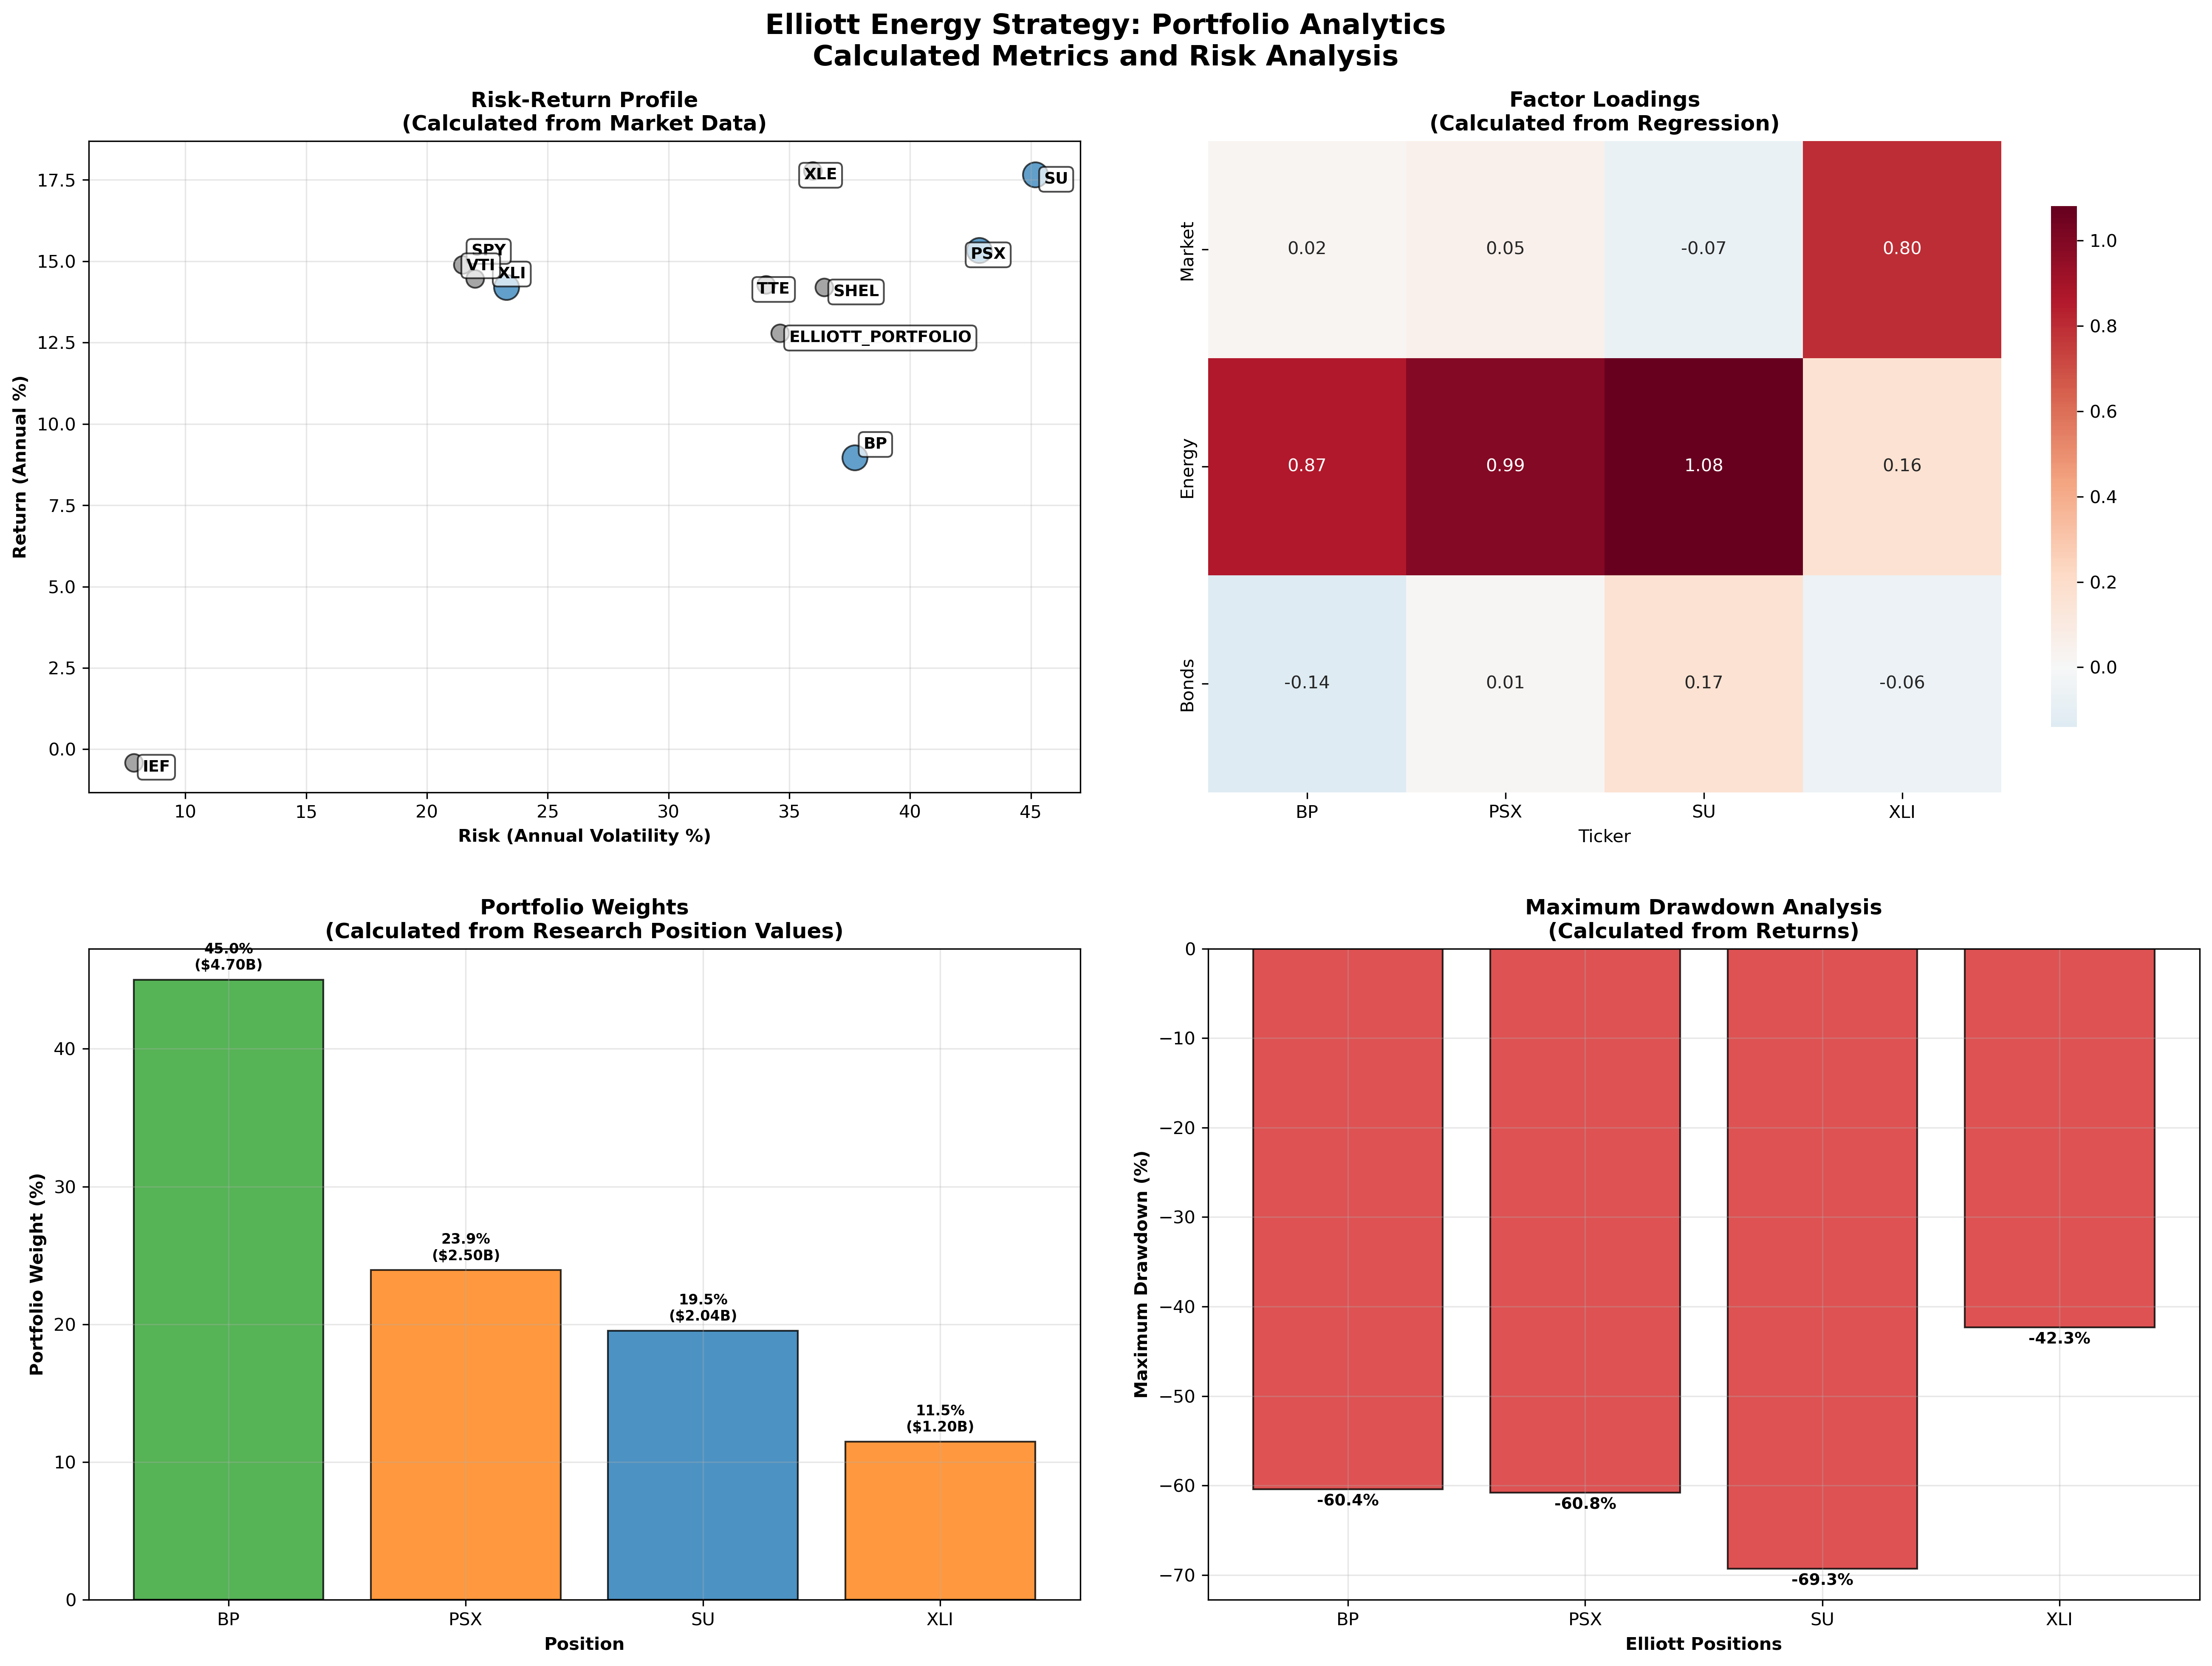 Elliott Energy Strategy: Portfolio Analytics
Calculated Metrics and Risk Analysis
Risk-Return Profile
(Calculated from Market Data)
Return (Annual %)
17.5
15.0
12.5
10.0
7.5
5.0
2.5
0.0
XLE
SU
SPY
VTI
XLI
PSX
TTE
SHEL
ELLIOTT_PORTFOLIO
BP
IEF
10
15
20
25
30
35
40
45
Risk (Annual Volatility %)
Factor Loadings
(Calculated from Regression)
Market
0.02
0.05
-0.07
0.80
Energy
0.87
0.99
1.08
0.16
Bonds
-0.14
0.01
0.17
-0.06
BP
PSX
SU
XLI
Ticker
1.0
0.8
0.6
0.4
0.2
0.0
Portfolio Weights
(Calculated from Research Position Values)
Portfolio Weight (%)
40
30
20
10
0
45.0%
($4.70B)
23.9%
($2.50B)
19.5%
($2.04B)
11.5%
($1.20B)
BP
PSX
SU
XLI
Position
Maximum Drawdown Analysis
(Calculated from Returns)
Maximum Drawdown (%)
0
−10
−20
−30
−40
−50
−60
−70
-60.4%
-60.8%
-69.3%
-42.3%
BP
PSX
SU
XLI
Elliott Positions